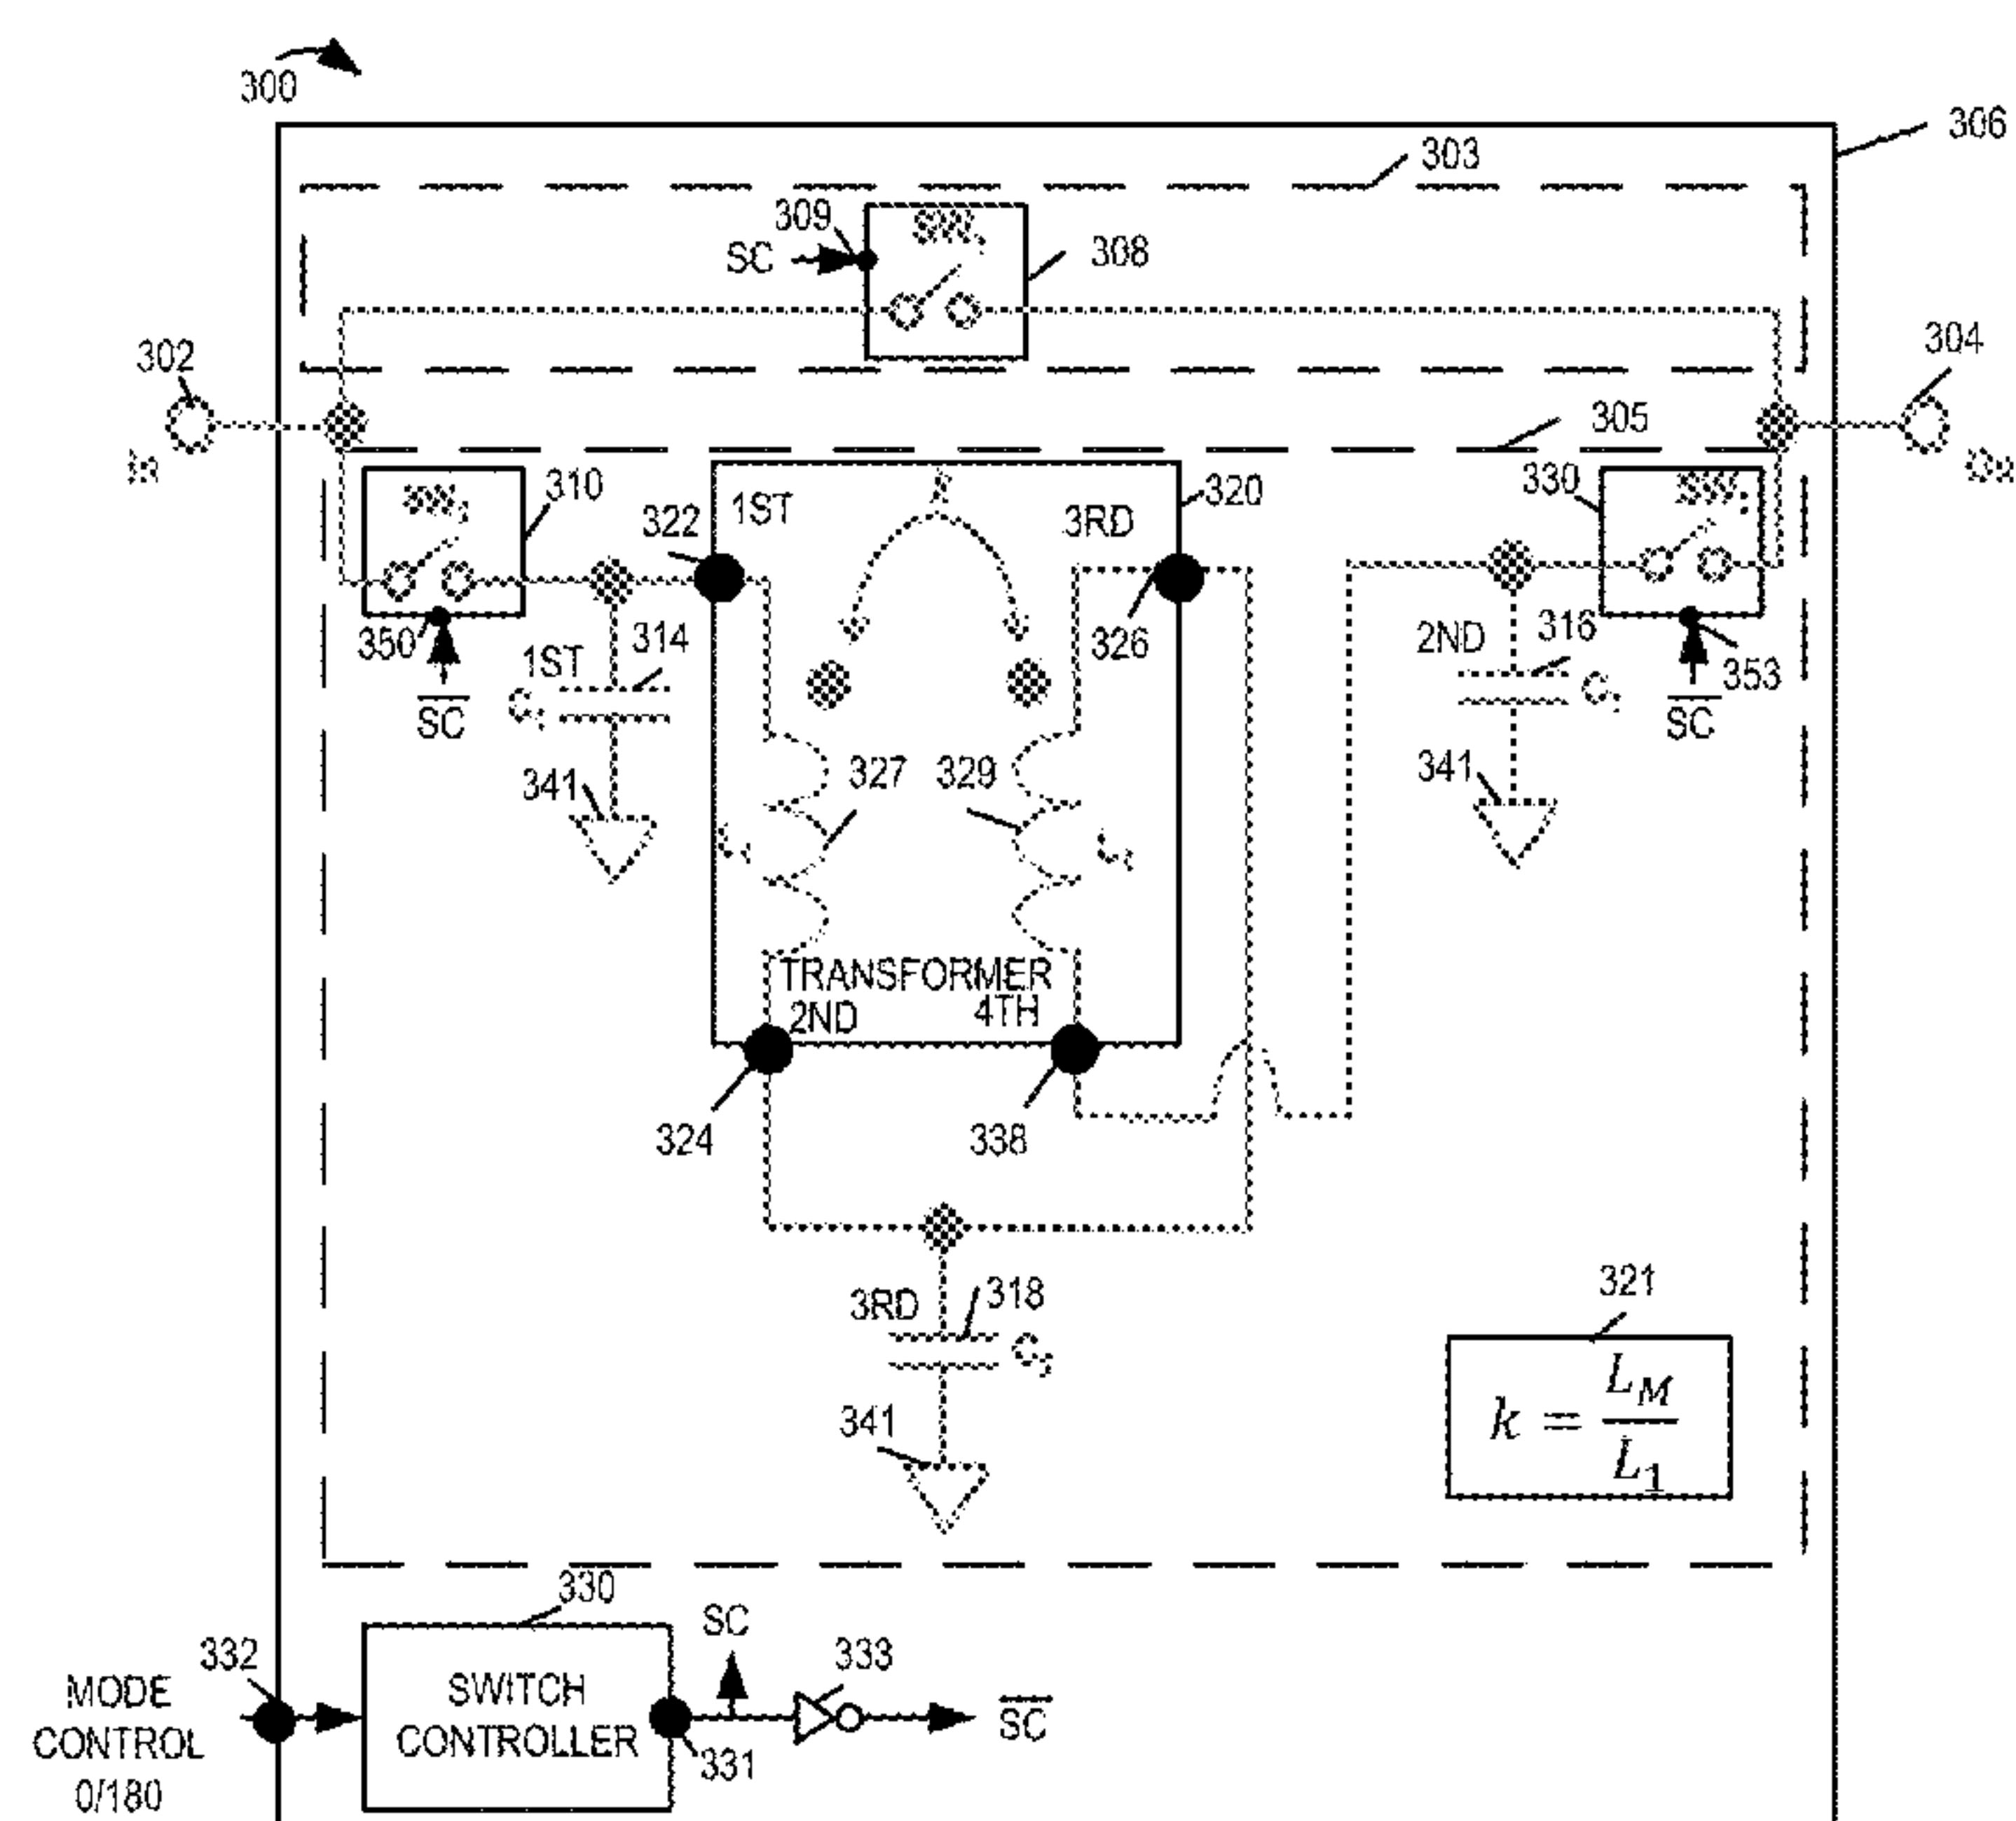 300
306
303
309
SC
308
302
304
305
310
322
1ST
3RD
320
330
350
SC
1ST
314
326
2ND
316
353
SC
341
327
329
341
TRANSFORMER
2ND
4TH
324
338
3RD
318
341
321
k = L_M / L_1
330
332
SC
333
MODE
CONTROL
0/180
SWITCH
CONTROLLER
331
SC